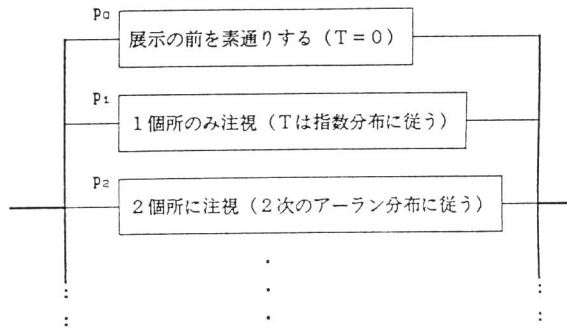 p₀
展示の前を素通りする（T＝0）
p₁
1個所のみ注視（Tは指数分布に従う）
p₂
2個所に注視（2次のアーラン分布に従う）